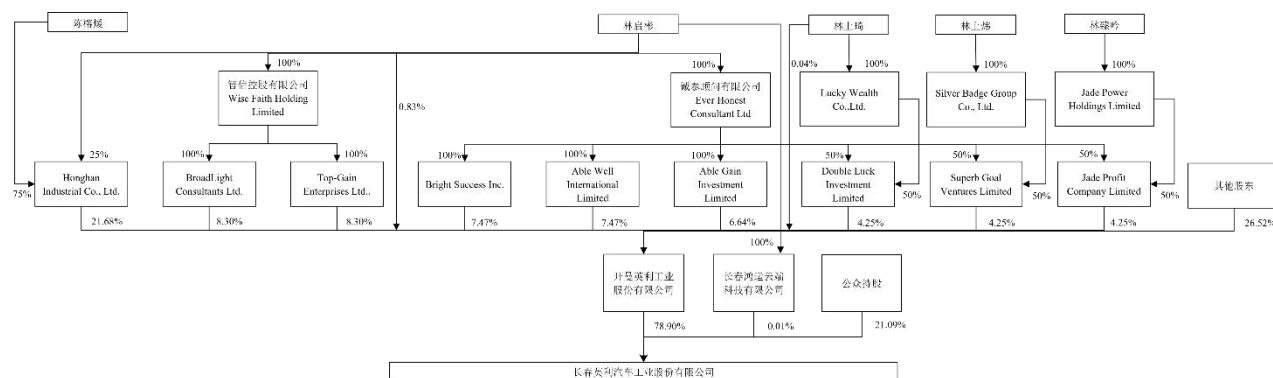 陈榕煖
林启彬
林上琦
林上炜
林臻吟
100%
100%
0.04%
100%
100%
100%
智信控股有限公司
Wise Faith Holding
Limited
诚泰顾问有限公司
Ever Honest
Consultant Ltd
Lucky Wealth
Co.,Ltd.
Silver Badge Group
Co., Ltd.
Jade Power
Holdings Limited
0.83%
25%
100%
100%
100%
100%
100%
50%
50%
50%
75%
Honghan
Industrial Co., Ltd.
BroadLight
Consultants Ltd.
Top-Gain
Enterprises Ltd..
Bright Success Inc.
Able Well
International
Limited
Able Gain
Investment
Limited
Double Luck
Investment
Limited
50%
Superb Goal
Ventures Limited
50%
Jade Profit
Company Limited
50%
其他股东
21.68%
8.30%
8.30%
7.47%
7.47%
6.64%
4.25%
4.25%
4.25%
26.52%
100%
开曼英利工业
股份有限公司
长春鸿运云端
科技有限公司
公众持股
78.90%
0.01%
21.09%
长春英利汽车工业股份有限公司